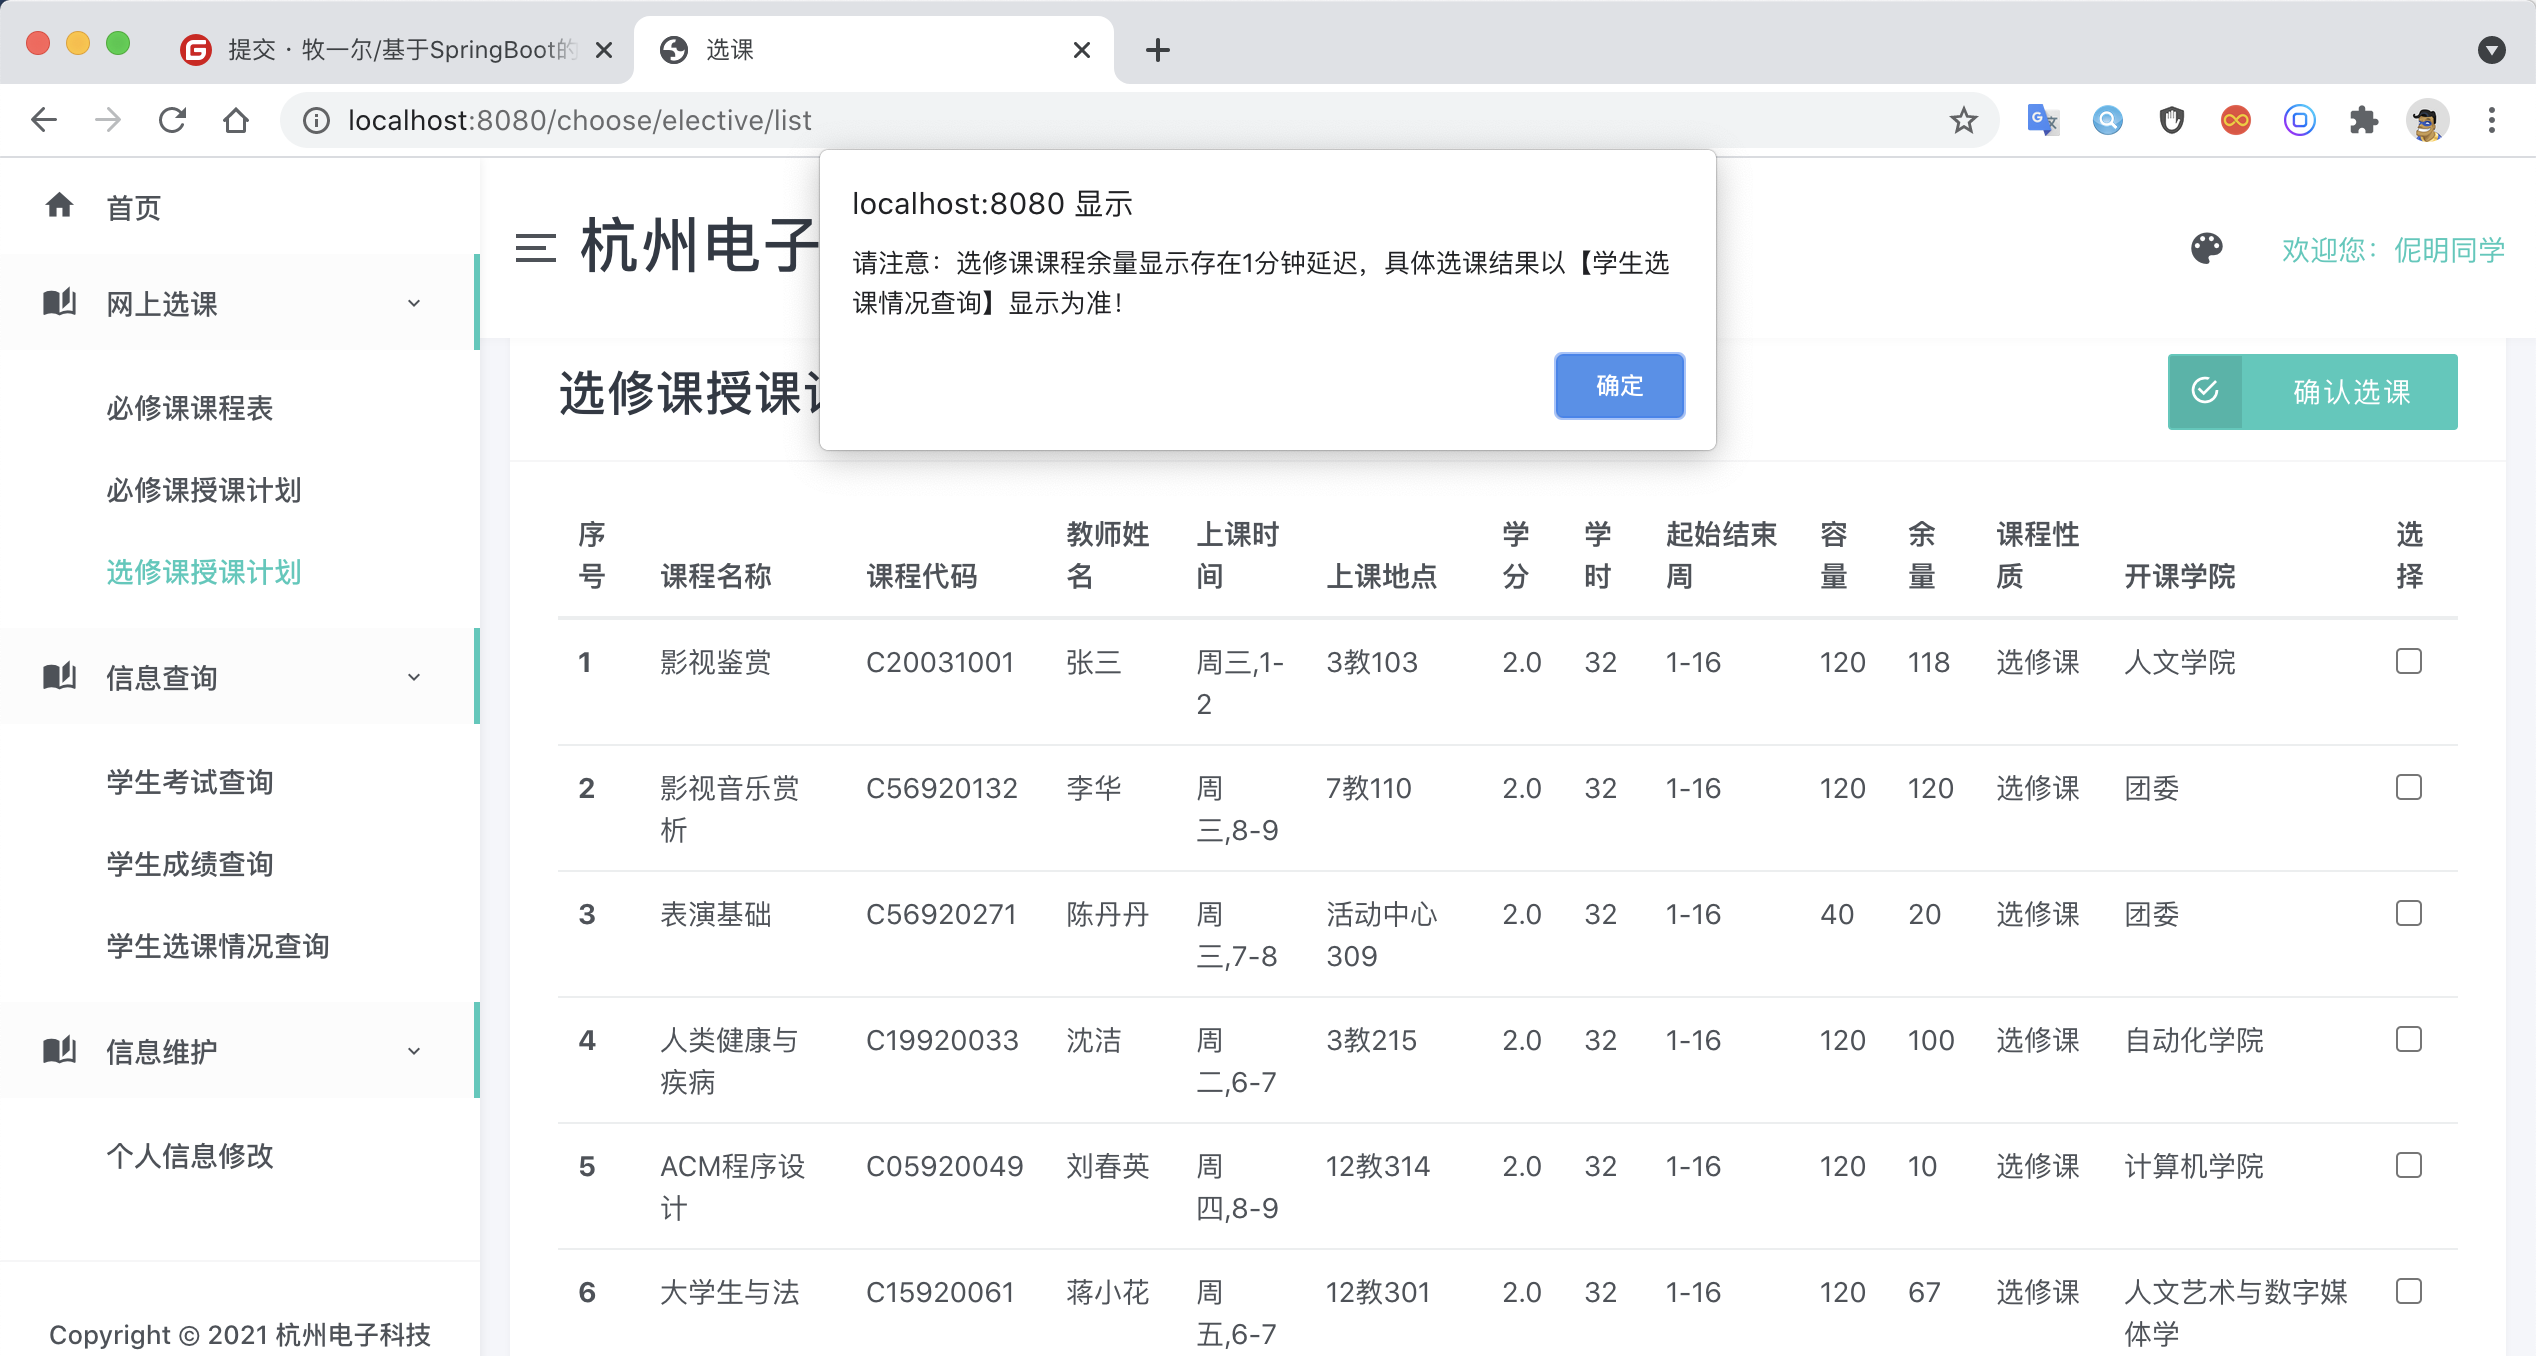 提交 · 牧一尔/基于SpringBoot的
选课
localhost:8080/choose/elective/list
localhost:8080 显示
请注意：选修课课程余量显示存在1分钟延迟，具体选课结果以【学生选
课情况查询】显示为准！
确定
首页
网上选课
必修课课程表
必修课授课计划
选修课授课计划
信息查询
学生考试查询
学生成绩查询
学生选课情况查询
信息维护
个人信息修改
Copyright © 2021 杭州电子科技
杭州电子
欢迎您：伲明同学
选修课授课
确认选课
序号 课程名称 课程代码 教师姓名 上课时间 上课地点 学分 学时 起始结束周 容量 余量 课程性质 开课学院 选择
1 影视鉴赏 C20031001 张三 周三,1-2 3教103 2.0 32 1-16 120 118 选修课 人文学院
2 影视音乐赏析 C56920132 李华 周三,8-9 7教110 2.0 32 1-16 120 120 选修课 团委
3 表演基础 C56920271 陈丹丹 周三,7-8 活动中心309 2.0 32 1-16 40 20 选修课 团委
4 人类健康与疾病 C19920033 沈洁 周二,6-7 3教215 2.0 32 1-16 120 100 选修课 自动化学院
5 ACM程序设计 C05920049 刘春英 周四,8-9 12教314 2.0 32 1-16 120 10 选修课 计算机学院
6 大学生与法 C15920061 蒋小花 周五,6-7 12教301 2.0 32 1-16 120 67 选修课 人文艺术与数字媒体学